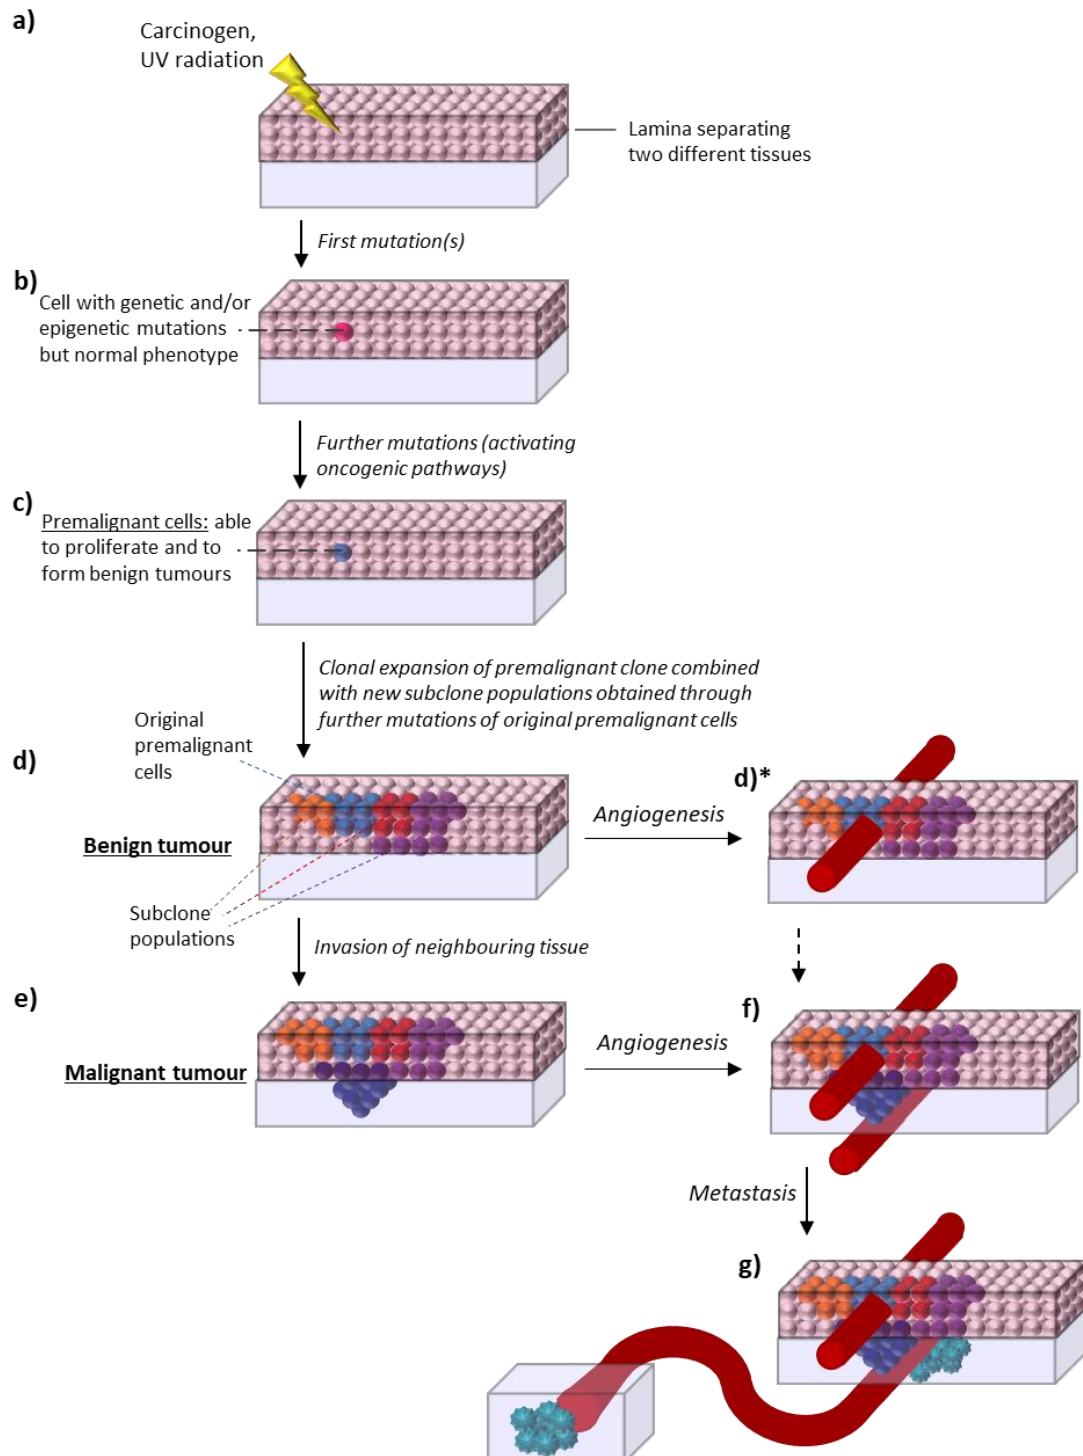 a)
Carcinogen,
UV radiation
Lamina separating
two different tissues
First mutation(s)
b)
Cell with genetic and/or
epigenetic mutations
but normal phenotype
Further mutations (activating
oncogenic pathways)
c)
Premalignant cells: able
to proliferate and to
form benign tumours
Clonal expansion of premalignant clone combined
with new subclone populations obtained through
further mutations of original premalignant cells
Original
premalignant
cells
d)
Benign tumour
Angiogenesis
d)*
Subclone
populations
Invasion of neighbouring tissue
e)
Malignant tumour
Angiogenesis
f)
Metastasis
g)